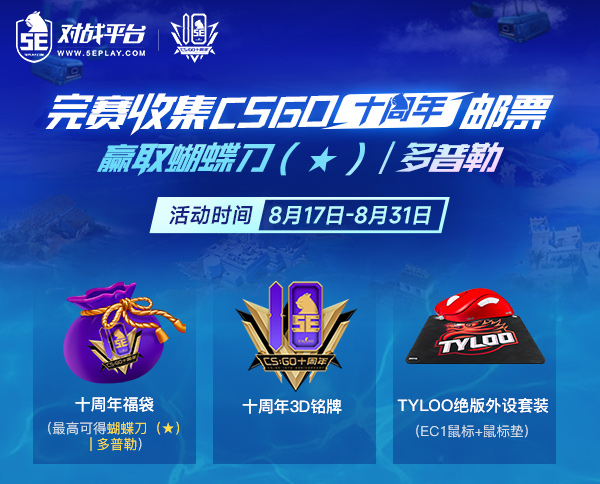 5E 对战平台
WWW.5EPLAY.COM
10 5E
CS:GO十周年
完赛收集CSGO十周年邮票
赢取蝴蝶刀（★）/多普勒
活动时间 8月17日-8月31日
5E
10 5E
CS:GO十周年
TYLOO
十周年福袋
（最高可得蝴蝶刀（★）
| 多普勒）
十周年3D铭牌
TYLOO绝版外设套装
（EC1鼠标+鼠标垫）